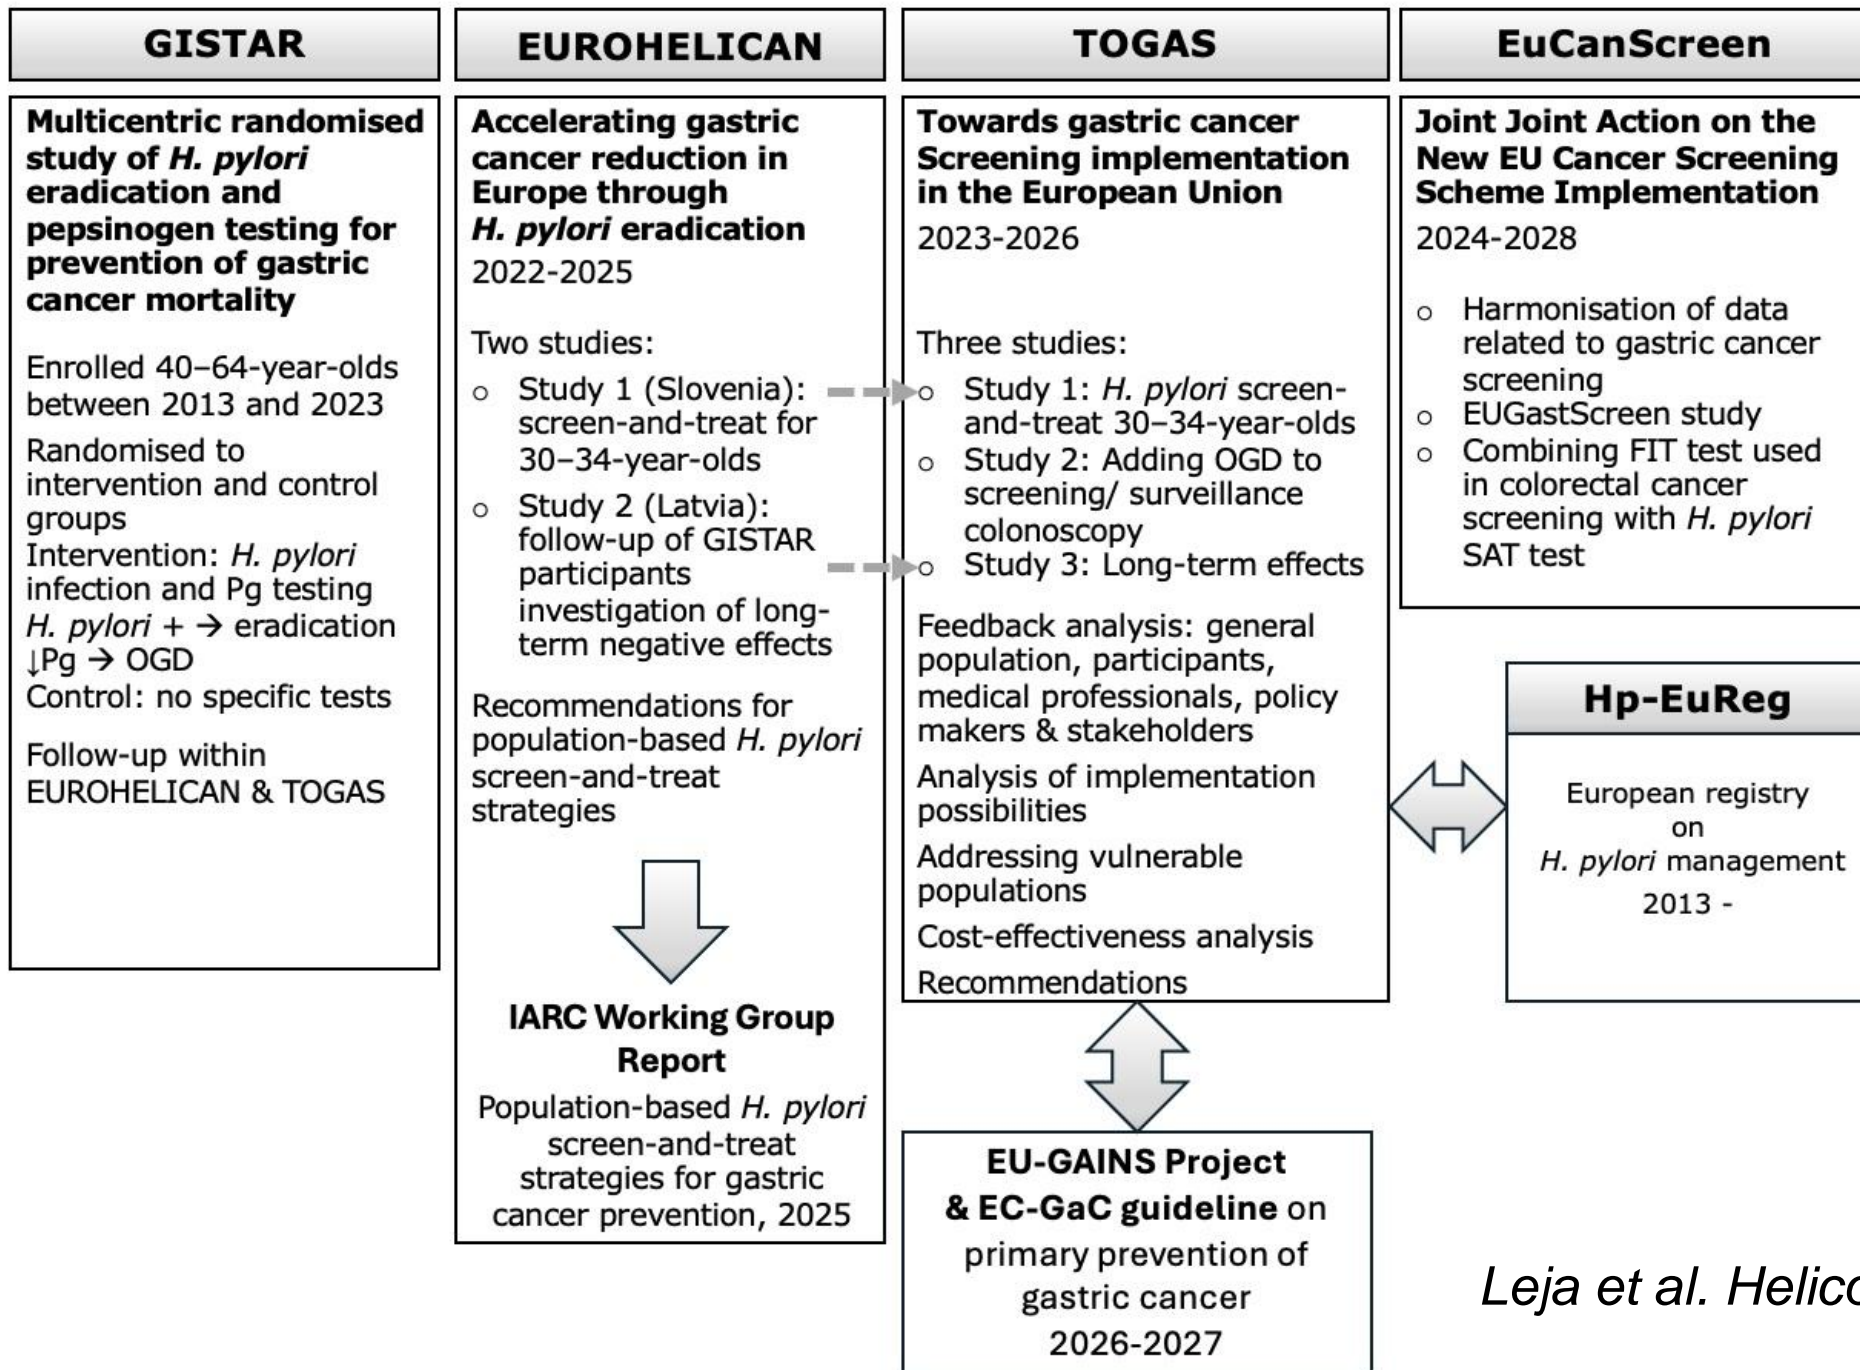 GISTAR
Multicentric randomised
study of H. pylori
eradication and
pepsinogen testing for
prevention of gastric
cancer mortality
Enrolled 40–64-year-olds
between 2013 and 2023
Randomised to
intervention and control
groups
Intervention: H. pylori
infection and Pg testing
H. pylori + → eradication
↓Pg → OGD
Control: no specific tests
Follow-up within
EUROHELICAN & TOGAS
EUROHELICAN
Accelerating gastric
cancer reduction in
Europe through
H. pylori eradication
2022-2025
Two studies:
○ Study 1 (Slovenia):
screen-and-treat for
30–34-year-olds
○ Study 2 (Latvia):
follow-up of GISTAR
participants
investigation of long-
term negative effects
Recommendations for
population-based H. pylori
screen-and-treat
strategies
IARC Working Group
Report
Population-based H. pylori
screen-and-treat
strategies for gastric
cancer prevention, 2025
TOGAS
Towards gastric cancer
Screening implementation
in the European Union
2023-2026
Three studies:
○ Study 1: H. pylori screen-
and-treat 30–34-year-olds
○ Study 2: Adding OGD to
screening/ surveillance
colonoscopy
○ Study 3: Long-term effects
Feedback analysis: general
population, participants,
medical professionals, policy
makers & stakeholders
Analysis of implementation
possibilities
Addressing vulnerable
populations
Cost-effectiveness analysis
Recommendations
EU-GAINS Project
& EC-GaC guideline on
primary prevention of
gastric cancer
2026-2027
EuCanScreen
Joint Joint Action on the
New EU Cancer Screening
Scheme Implementation
2024-2028
○ Harmonisation of data
related to gastric cancer
screening
○ EUGastScreen study
○ Combining FIT test used
in colorectal cancer
screening with H. pylori
SAT test
Hp-EuReg
European registry
on
H. pylori management
2013 -
Leja et al.